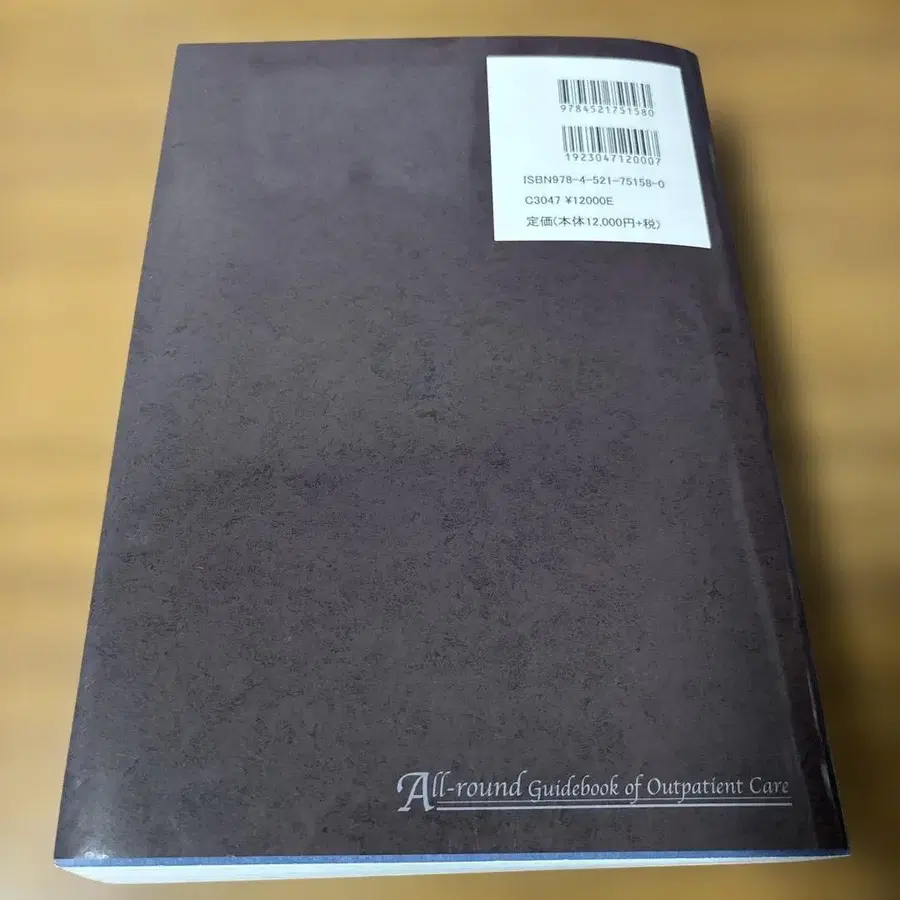 9784521751580
1923047120007
ISBN978-4-521-75158-0
C3047 ¥12000E
定価(本体12,000円+税)
All-round Guidebook of Outpatient Care